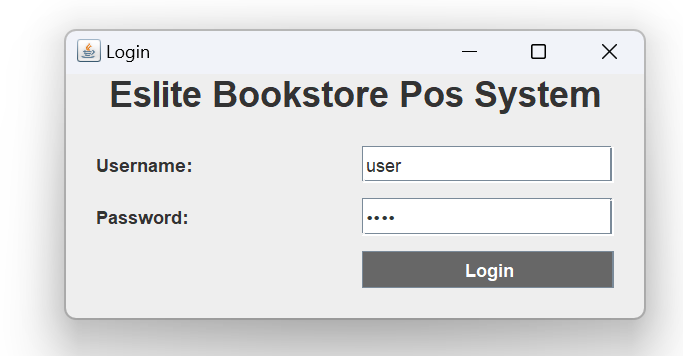 Login
Eslite Bookstore Pos System
Username: user
Password: ••••
Login